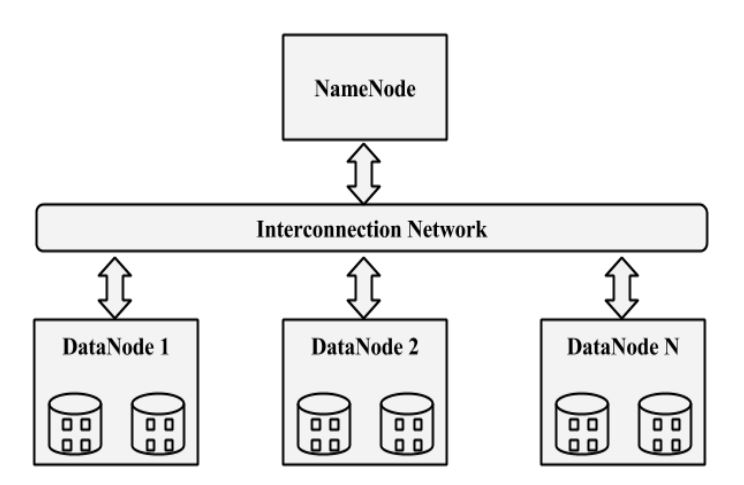 NameNode
Interconnection Network
DataNode 1
DataNode 2
DataNode N